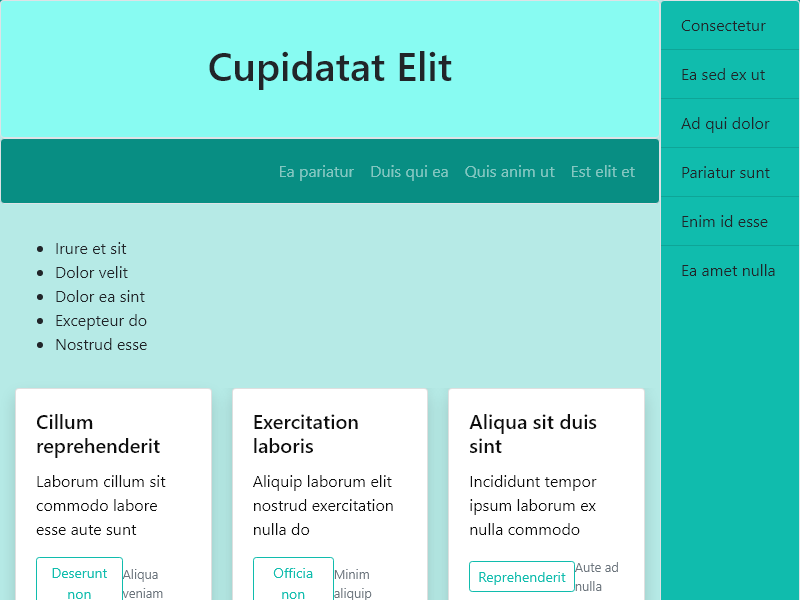 Cupidatat Elit
Ea pariatur Duis qui ea Quis anim ut Est elit et
Irure et sit
Dolor velit
Dolor ea sint
Excepteur do
Nostrud esse
Cillum
reprehenderit
Laborum cillum sit
commodo labore
esse aute sunt
Deserunt
non
Aliqua
veniam
Exercitation
laboris
Aliquip laborum elit
nostrud exercitation
nulla do
Officia
non
Minim
aliquip
Aliqua sit duis
sint
Incididunt tempor
ipsum laborum ex
nulla commodo
Reprehenderit
Aute ad
nulla
Consectetur
Ea sed ex ut
Ad qui dolor
Pariatur sunt
Enim id esse
Ea amet nulla